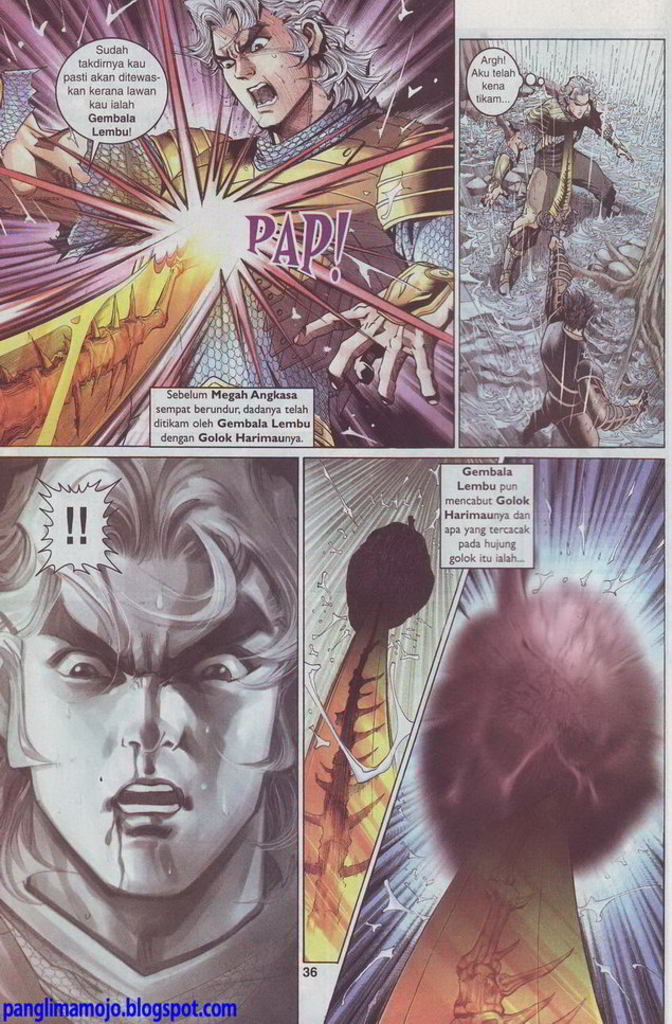 Sudah
takdirnya kau
pasti akan ditewas-
kan kerana lawan
kau ialah
Gembala
Lembu!
PAP!
Argh!
Aku telah
kena
tikam...
Sebelum Megah Angkasa
sempat berundur, dadanya telah
ditikam oleh Gembala Lembu
dengan Golok Harimaunya.
!!
Gembala
Lembu pun
mencabut Golok
Harimaunya dan
apa yang tercacak
pada hujung
golok itu ialah...
36
panglimamojo.blogspot.com